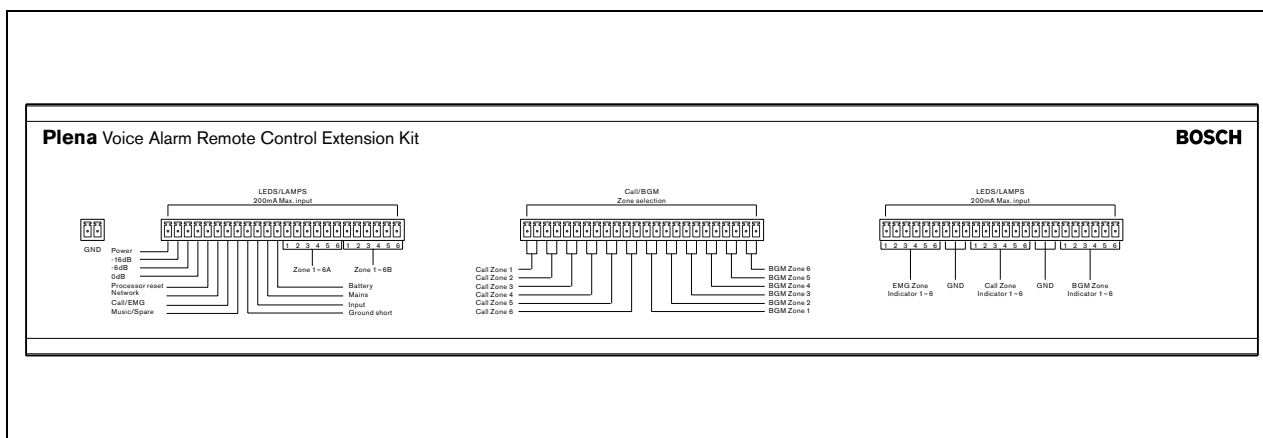 Plena Voice Alarm Remote Control Extension Kit
BOSCH
LEDS/LAMPS
200mA Max. input
GND
Power
-16dB
-6dB
0dB
Processor reset
Network
Call/EMG
Music/Spare
1 2 3 4 5 6 1 2 3 4 5 6
Zone 1~6A Zone 1~6B
Battery
Mains
Input
Ground short
Call/BGM
Zone selection
Call Zone 1
Call Zone 2
Call Zone 3
Call Zone 4
Call Zone 5
Call Zone 6
BGM Zone 6
BGM Zone 5
BGM Zone 4
BGM Zone 3
BGM Zone 2
BGM Zone 1
LEDS/LAMPS
200mA Max. input
1 2 3 4 5 6 1 2 3 4 5 6 1 2 3 4 5 6
EMG Zone
Indicator 1~6
GND
Call Zone
Indicator 1~6
GND
BGM Zone
Indicator 1~6